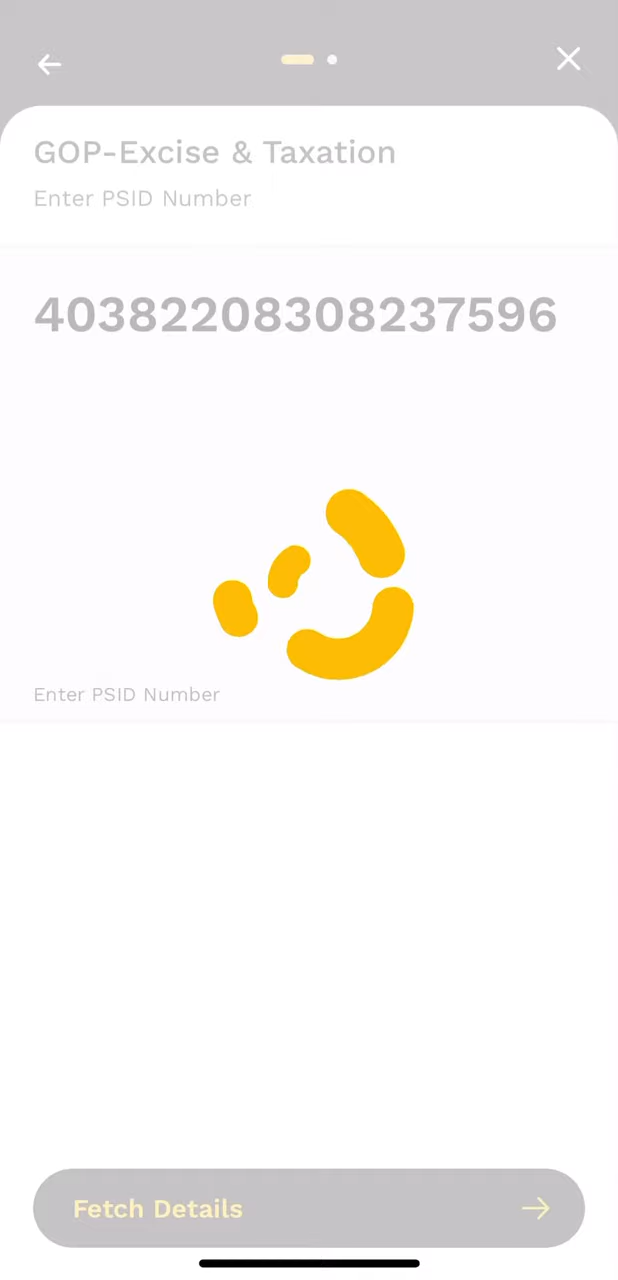 GOP-Excise & Taxation
Enter PSID Number
40382208308237596
Enter PSID Number
Fetch Details